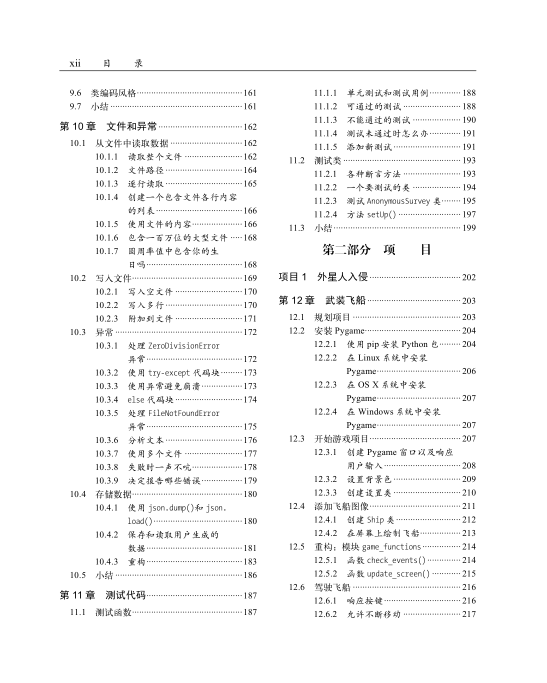 xii 目 录
9.6 类编码风格 161
9.7 小结 161
第 10 章 文件和异常 162
10.1 从文件中读取数据 162
10.1.1 读取整个文件 162
10.1.2 文件路径 164
10.1.3 逐行读取 165
10.1.4 创建一个包含文件各行内容
的列表 166
10.1.5 使用文件的内容 166
10.1.6 包含一百万位的大型文件 168
10.1.7 圆周率值中包含你的生
日吗 168
10.2 写入文件 169
10.2.1 写入空文件 170
10.2.2 写入多行 170
10.2.3 附加到文件 171
10.3 异常 172
10.3.1 处理 ZeroDivisionError
异常 172
10.3.2 使用 try-except 代码块 173
10.3.3 使用异常避免崩溃 173
10.3.4 else 代码块 174
10.3.5 处理 FileNotFoundError
异常 175
10.3.6 分析文本 176
10.3.7 使用多个文件 177
10.3.8 失败时一声不吭 178
10.3.9 决定报告哪些错误 179
10.4 存储数据 180
10.4.1 使用 json.dump()和 json.
load() 180
10.4.2 保存和读取用户生成的
数据 181
10.4.3 重构 183
10.5 小结 186
第 11 章 测试代码 187
11.1 测试函数 187
11.1.1 单元测试和测试用例 188
11.1.2 可通过的测试 188
11.1.3 不能通过的测试 190
11.1.4 测试未通过时怎么办 191
11.1.5 添加新测试 191
11.2 测试类 193
11.2.1 各种断言方法 193
11.2.2 一个要测试的类 194
11.2.3 测试 AnonymousSurvey 类 195
11.2.4 方法 setUp() 197
11.3 小结 199
第二部分 项 目
项目 1 外星人入侵 202
第 12 章 武装飞船 203
12.1 规划项目 203
12.2 安装 Pygame 204
12.2.1 使用 pip 安装 Python 包 204
12.2.2 在 Linux 系统中安装
Pygame 206
12.2.3 在 OS X 系统中安装
Pygame 207
12.2.4 在 Windows 系统中安装
Pygame 207
12.3 开始游戏项目 207
12.3.1 创建 Pygame 窗口以及响应
用户输入 208
12.3.2 设置背景色 209
12.3.3 创建设置类 210
12.4 添加飞船图像 211
12.4.1 创建 Ship 类 212
12.4.2 在屏幕上绘制飞船 213
12.5 重构：模块 game_functions 214
12.5.1 函数 check_events() 214
12.5.2 函数 update_screen() 215
12.6 驾驶飞船 216
12.6.1 响应按键 216
12.6.2 允许不断移动 217